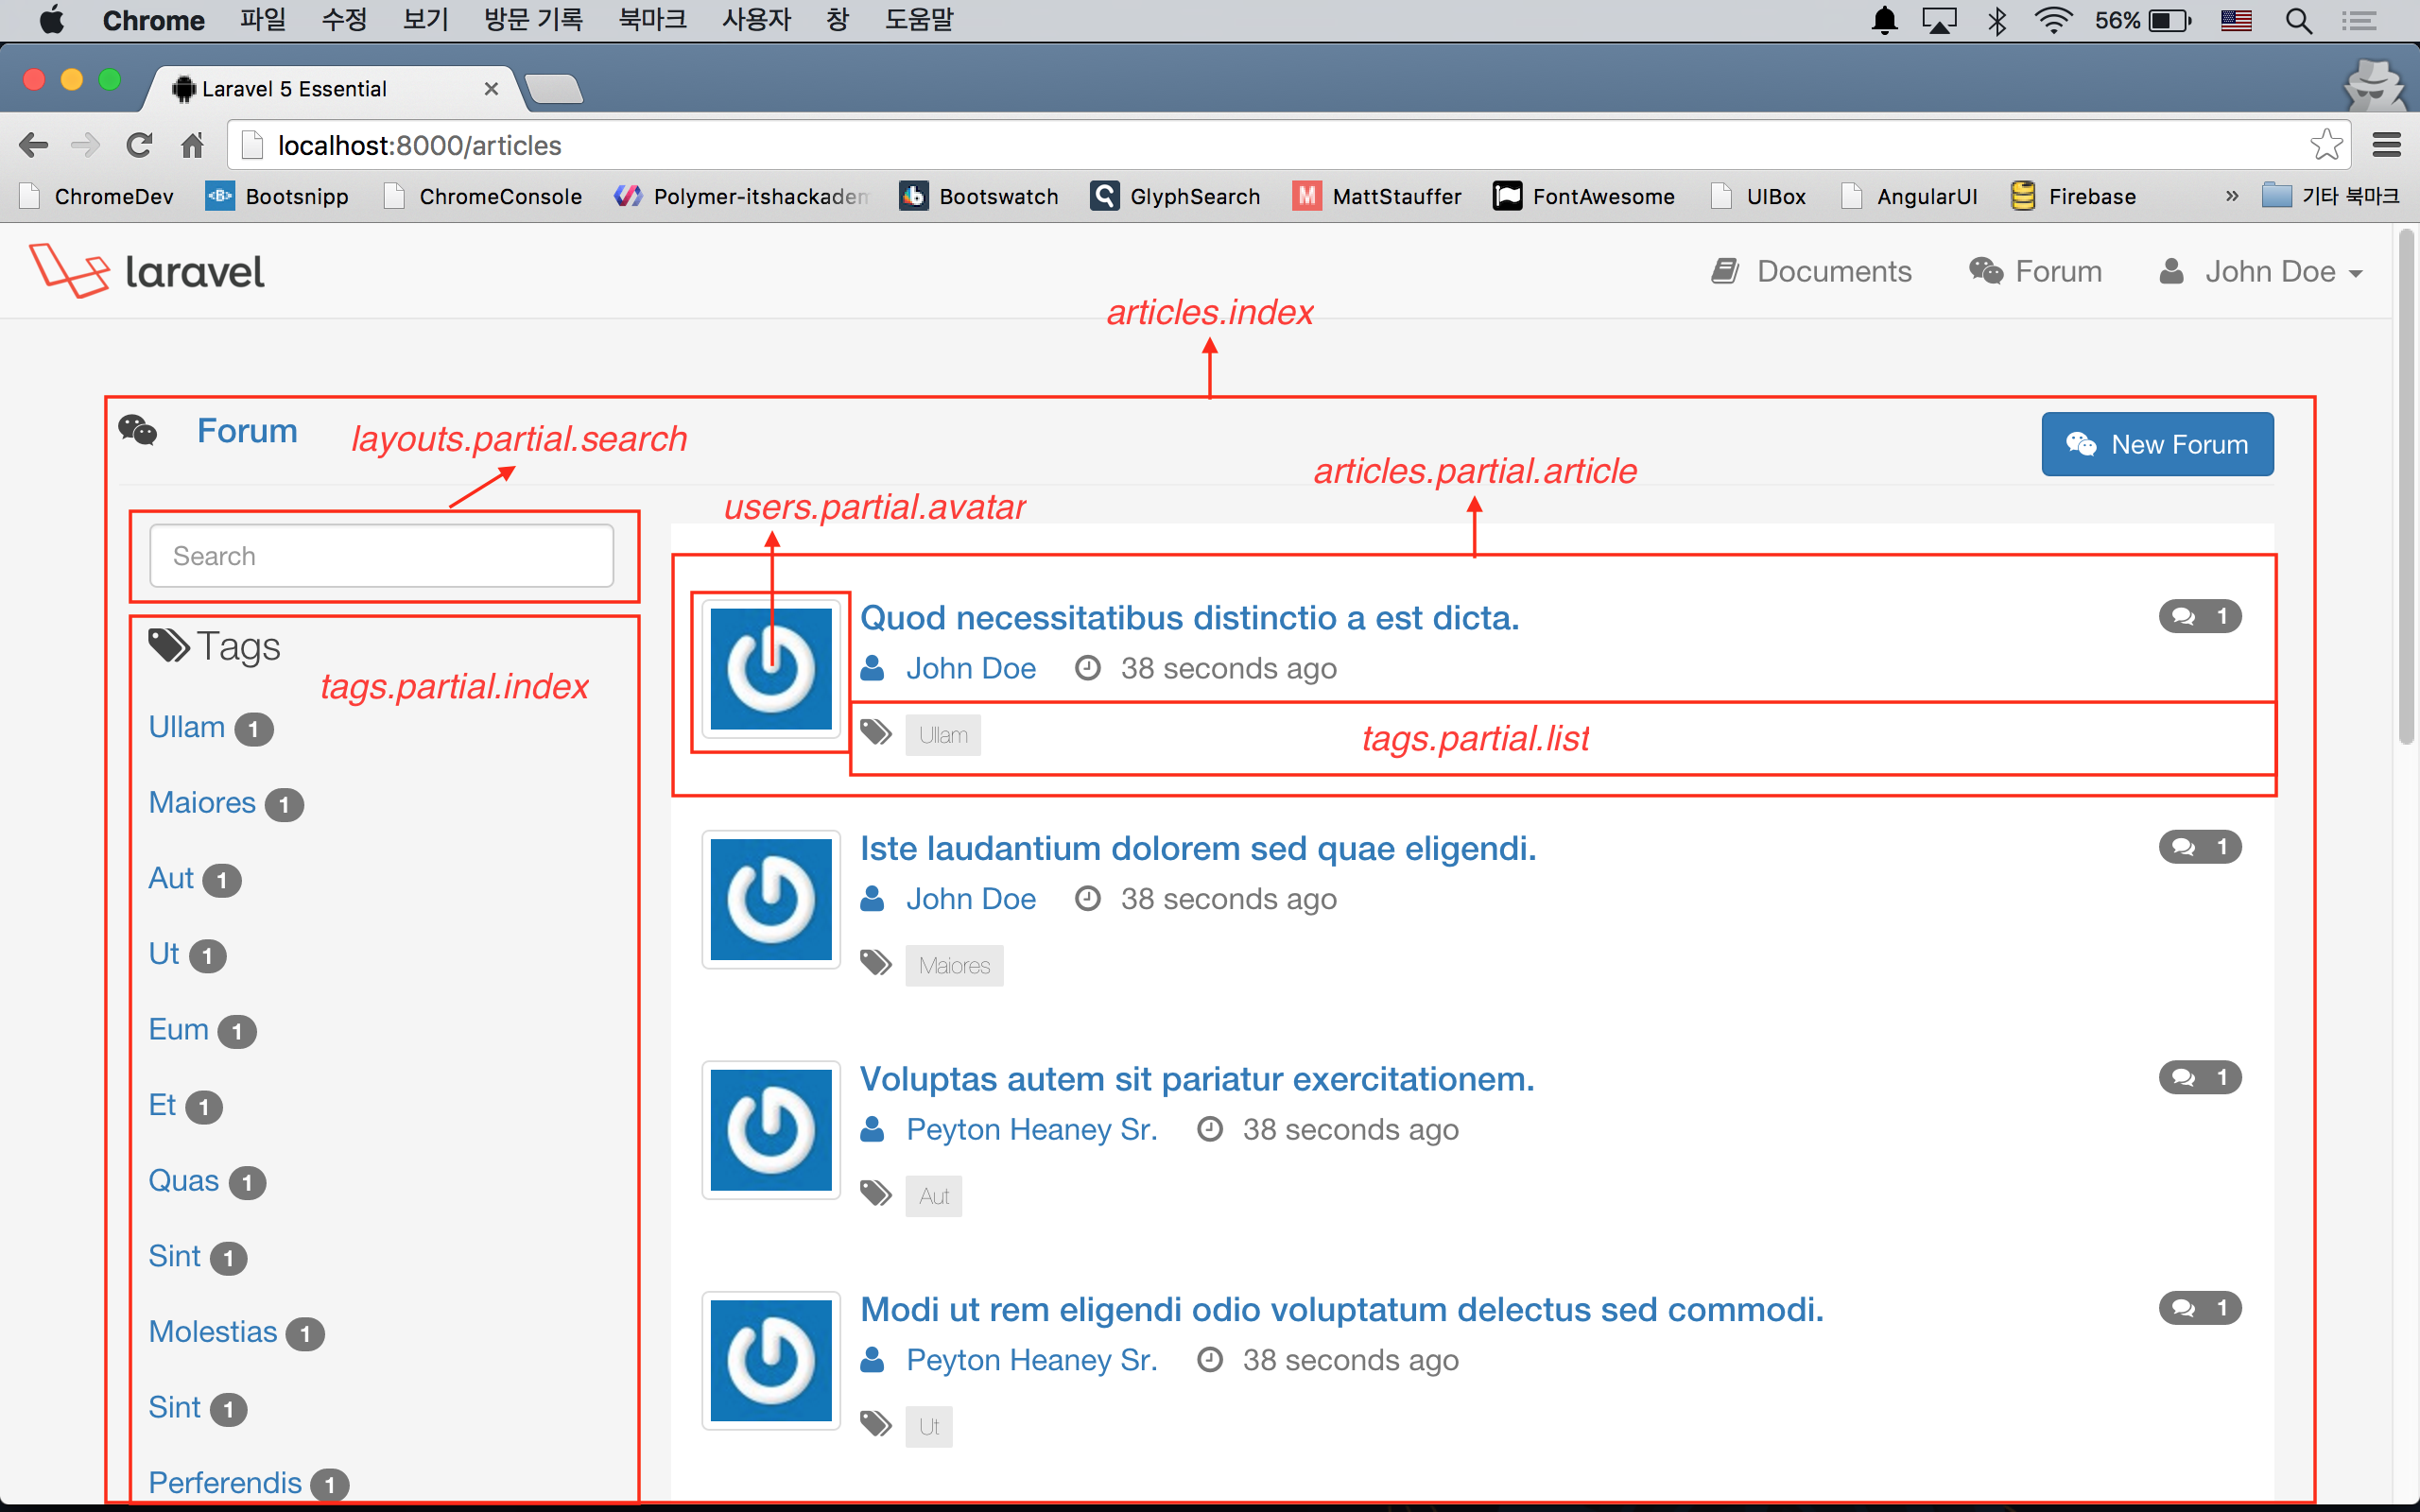 Chrome 파일 수정 보기 방문 기록 북마크 사용자 창 도움말 56%
Laravel 5 Essential
localhost:8000/articles
ChromeDev Bootsnipp ChromeConsole Polymer-itshackadem Bootswatch GlyphSearch MattStauffer FontAwesome UIBox AngularUI Firebase » 기타 북마크
laravel Documents Forum John Doe
articles.index
Forum layouts.partial.search New Forum
articles.partial.article
users.partial.avatar
Search
Tags
tags.partial.index
Ullam 1
Maiores 1
Aut 1
Ut 1
Eum 1
Et 1
Quas 1
Sint 1
Molestias 1
Sint 1
Perferendis 1
Quod necessitatibus distinctio a est dicta. 1
John Doe 38 seconds ago
Ullam tags.partial.list
Iste laudantium dolorem sed quae eligendi. 1
John Doe 38 seconds ago
Maiores
Voluptas autem sit pariatur exercitationem. 1
Peyton Heaney Sr. 38 seconds ago
Aut
Modi ut rem eligendi odio voluptatum delectus sed commodi. 1
Peyton Heaney Sr. 38 seconds ago
Ut